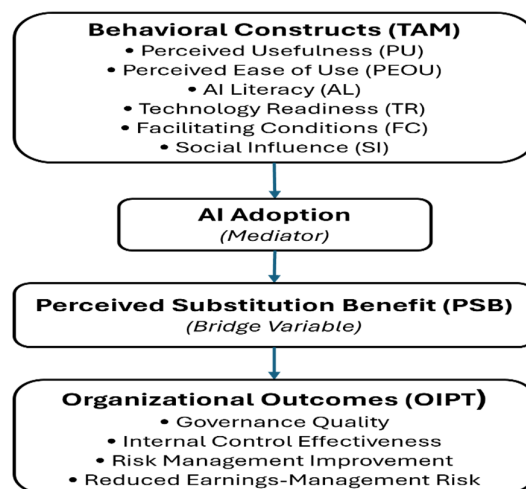 Behavioral Constructs (TAM)
• Perceived Usefulness (PU)
• Perceived Ease of Use (PEOU)
• AI Literacy (AL)
• Technology Readiness (TR)
• Facilitating Conditions (FC)
• Social Influence (SI)
AI Adoption
(Mediator)
Perceived Substitution Benefit (PSB)
(Bridge Variable)
Organizational Outcomes (OIPT)
• Governance Quality
• Internal Control Effectiveness
• Risk Management Improvement
• Reduced Earnings-Management Risk